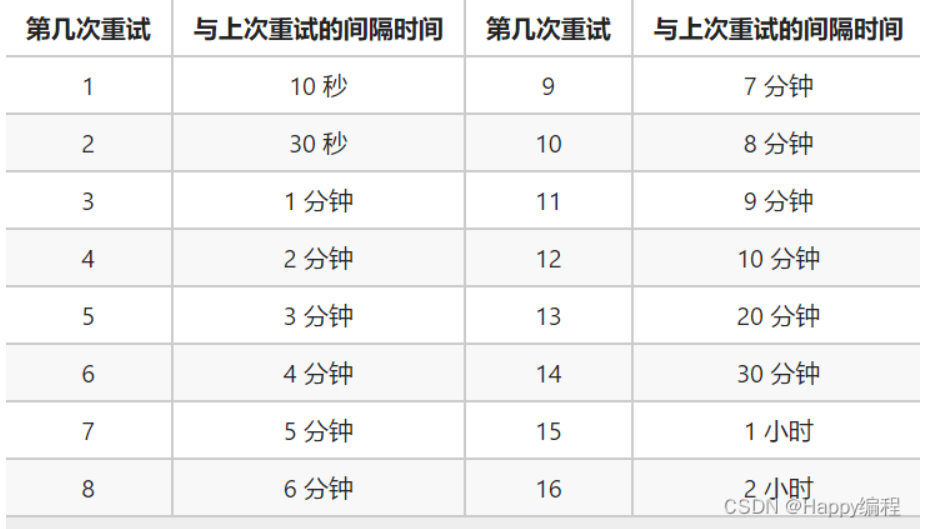 第几次重试 与上次重试的间隔时间 第几次重试 与上次重试的间隔时间
1 10 秒 9 7 分钟
2 30 秒 10 8 分钟
3 1 分钟 11 9 分钟
4 2 分钟 12 10 分钟
5 3 分钟 13 20 分钟
6 4 分钟 14 30 分钟
7 5 分钟 15 1 小时
8 6 分钟 16 2 小时
CSDN @Happy编程